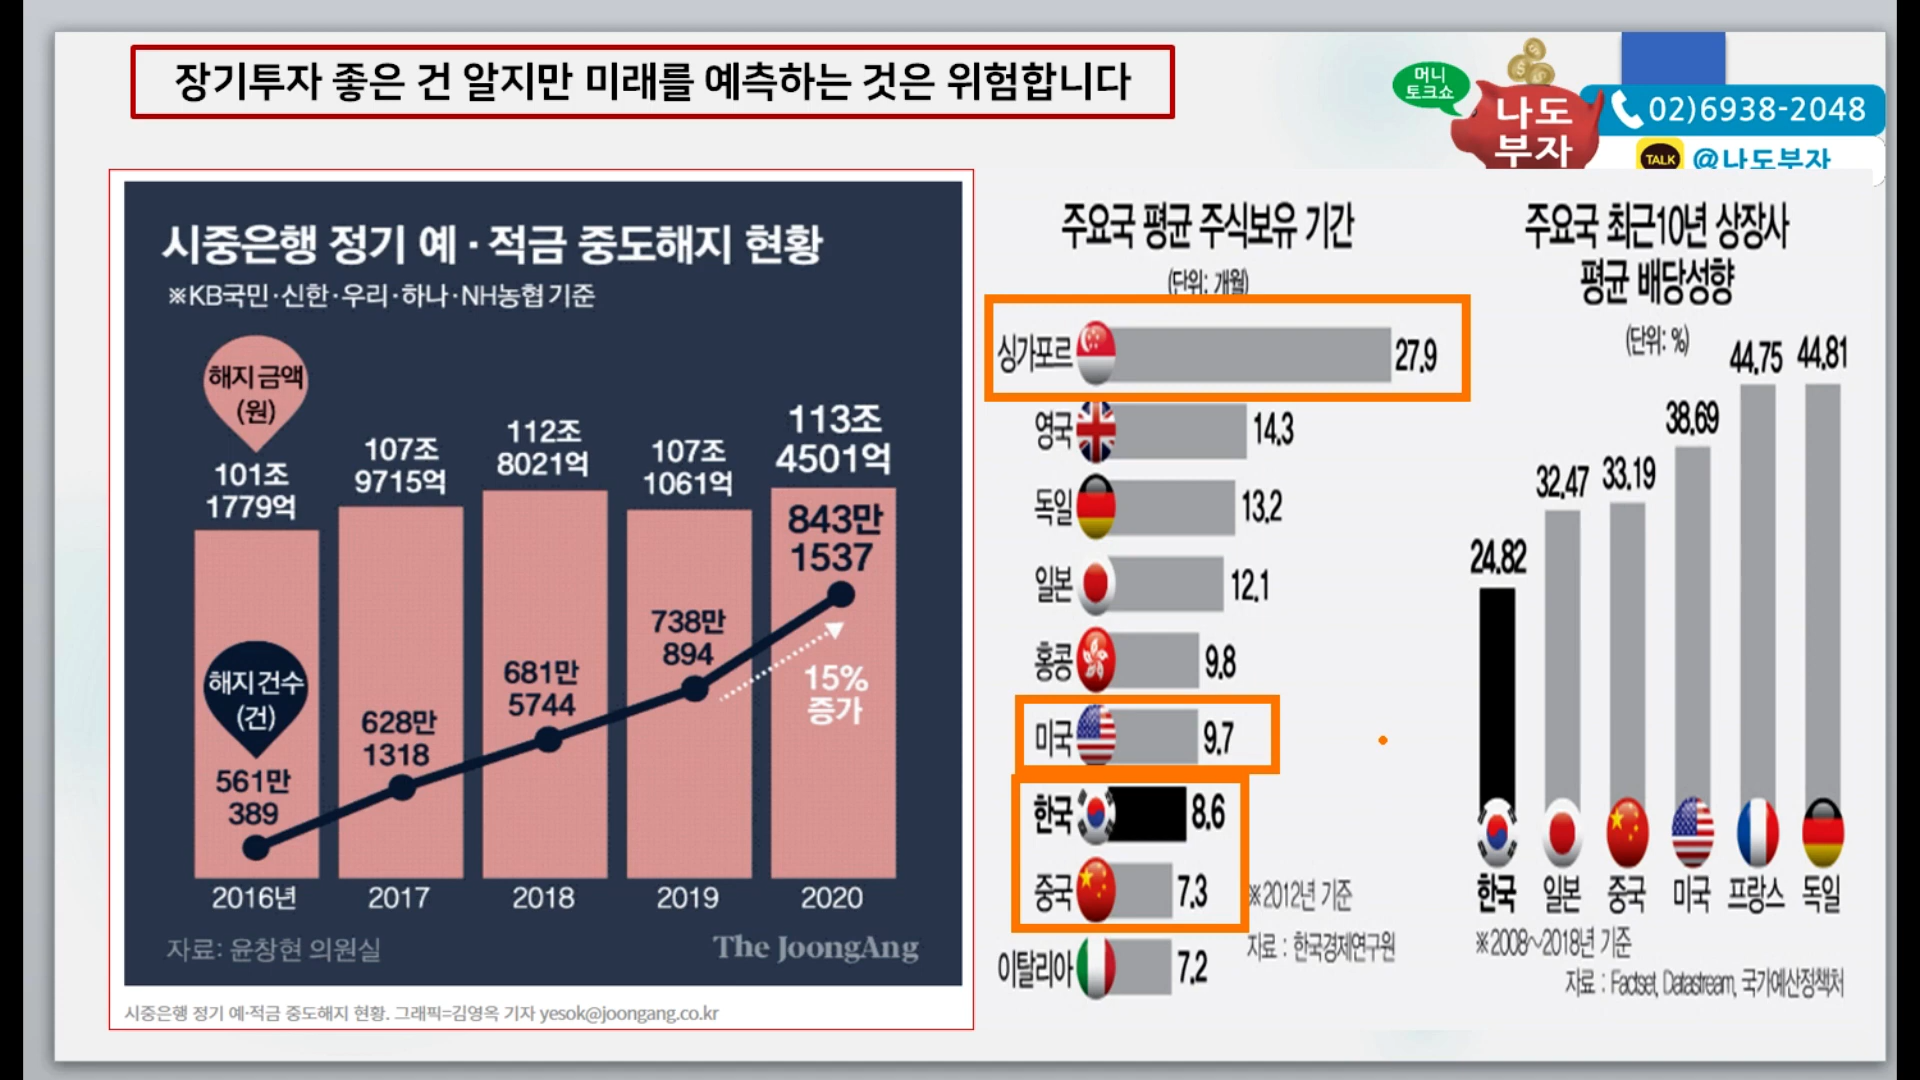 장기투자 좋은 건 알지만 미래를 예측하는 것은 위험합니다
머니
토크쇼
나도
부자
02)6938-2048
TALK @나도부자
시중은행 정기 예·적금 중도해지 현황
※KB국민·신한·우리·하나·NH농협 기준
해지 금액
(원)
101조
1779억
107조
9715억
112조
8021억
107조
1061억
113조
4501억
해지 건수
(건)
561만
389
628만
1318
681만
5744
738만
894
843만
1537
15%
증가
2016년 2017 2018 2019 2020
자료: 윤창현 의원실
The JoongAng
시중은행 정기 예·적금 중도해지 현황. 그래픽=김영옥 기자 yesok@joongang.co.kr
주요국 평균 주식보유 기간
(단위: 개월)
싱가포르 27.9
영국 14.3
독일 13.2
일본 12.1
홍콩 9.8
미국 9.7
한국 8.6
중국 7.3
이탈리아 7.2
※2012년 기준
자료 : 한국경제연구원
주요국 최근10년 상장사
평균 배당성향
(단위: %)
24.82 32.47 33.19 38.69 44.75 44.81
한국 일본 중국 미국 프랑스 독일
※2008~2018년 기준
자료 : Factset, Datastream, 국가예산정책처